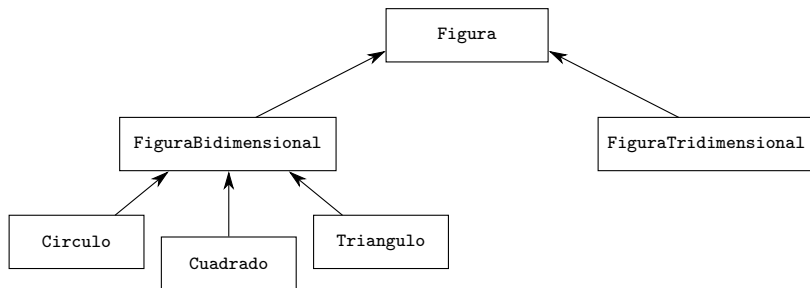 Figura
FiguraBidimensional
FiguraTridimensional
Circulo
Cuadrado
Triangulo